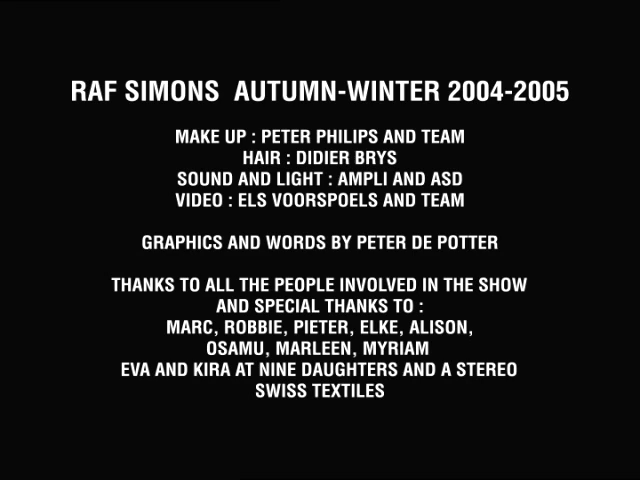 RAF SIMONS AUTUMN-WINTER 2004-2005
MAKE UP : PETER PHILIPS AND TEAM
HAIR : DIDIER BRYS
SOUND AND LIGHT : AMPLI AND ASD
VIDEO : ELS VOORSPOELS AND TEAM
GRAPHICS AND WORDS BY PETER DE POTTER
THANKS TO ALL THE PEOPLE INVOLVED IN THE SHOW
AND SPECIAL THANKS TO :
MARC, ROBBIE, PIETER, ELKE, ALISON,
OSAMU, MARLEEN, MYRIAM
EVA AND KIRA AT NINE DAUGHTERS AND A STEREO
SWISS TEXTILES